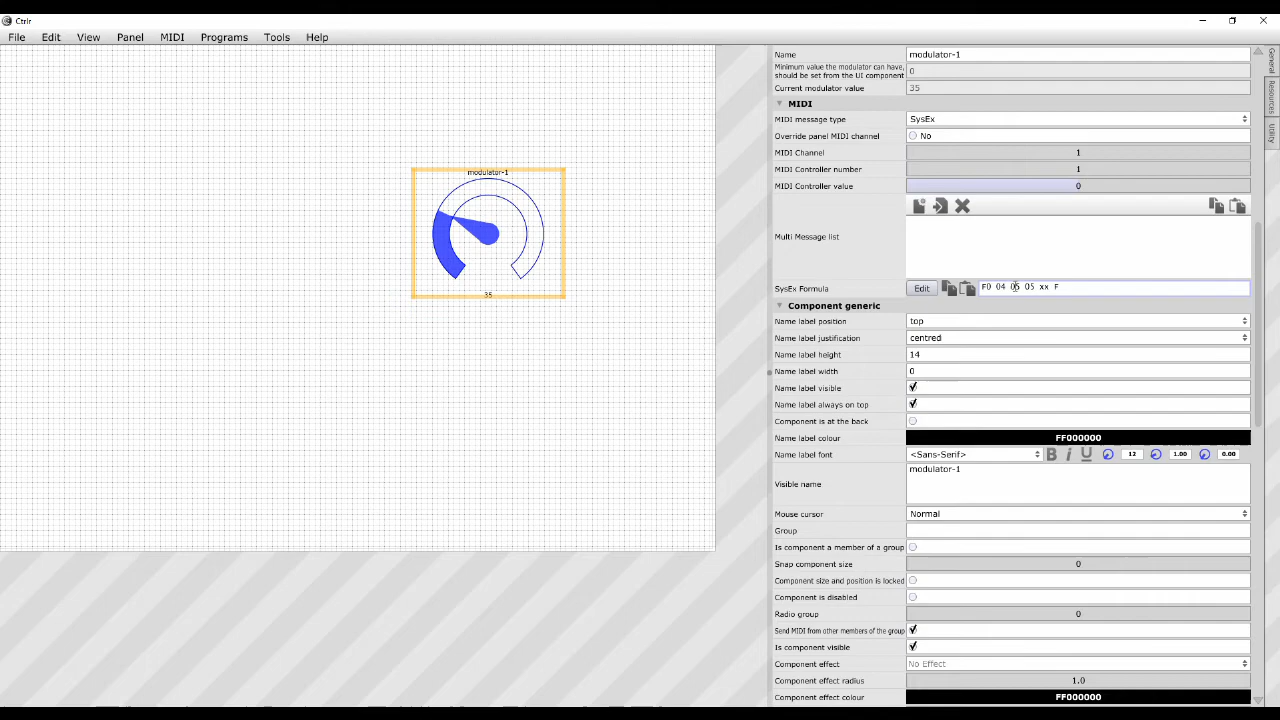 Ctrlr
File Edit View Panel MIDI Programs Tools Help
modulator-1
35
Name modulator-1
Minimum value the modulator can have, should be set from the UI component 0
Current modulator value 35
MIDI
MIDI message type SysEx
Override panel MIDI channel No
MIDI Channel 1
MIDI Controller number 1
MIDI Controller value 0
Multi Message list
SysEx Formula Edit F0 04 05 05 xx F
Component generic
Name label position top
Name label justification centred
Name label height 14
Name label width 0
Name label visible
Name label always on top
Component is at the back
Name label colour FF000000
Name label font <Sans-Serif> B i U 12 1.00 0.00
Visible name modulator-1
Mouse cursor Normal
Group
Is component a member of a group
Snap component size 0
Component size and position is locked
Component is disabled
Radio group 0
Send MIDI from other members of the group
Is component visible
Component effect No Effect
Component effect radius 1.0
Component effect colour FF000000
General
Resources
Utility